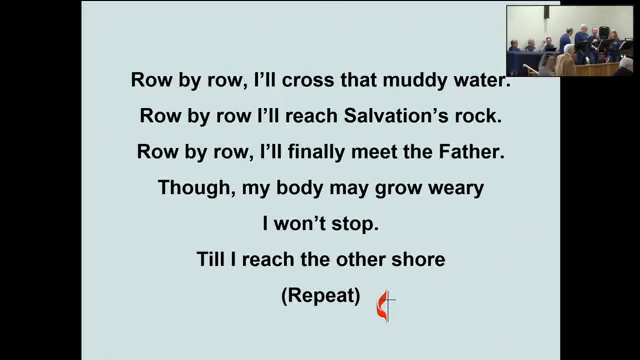 Row by row, I'll cross that muddy water.
Row by row I'll reach Salvation's rock.
Row by row, I'll finally meet the Father.
Though, my body may grow weary
I won't stop.
Till I reach the other shore
(Repeat)